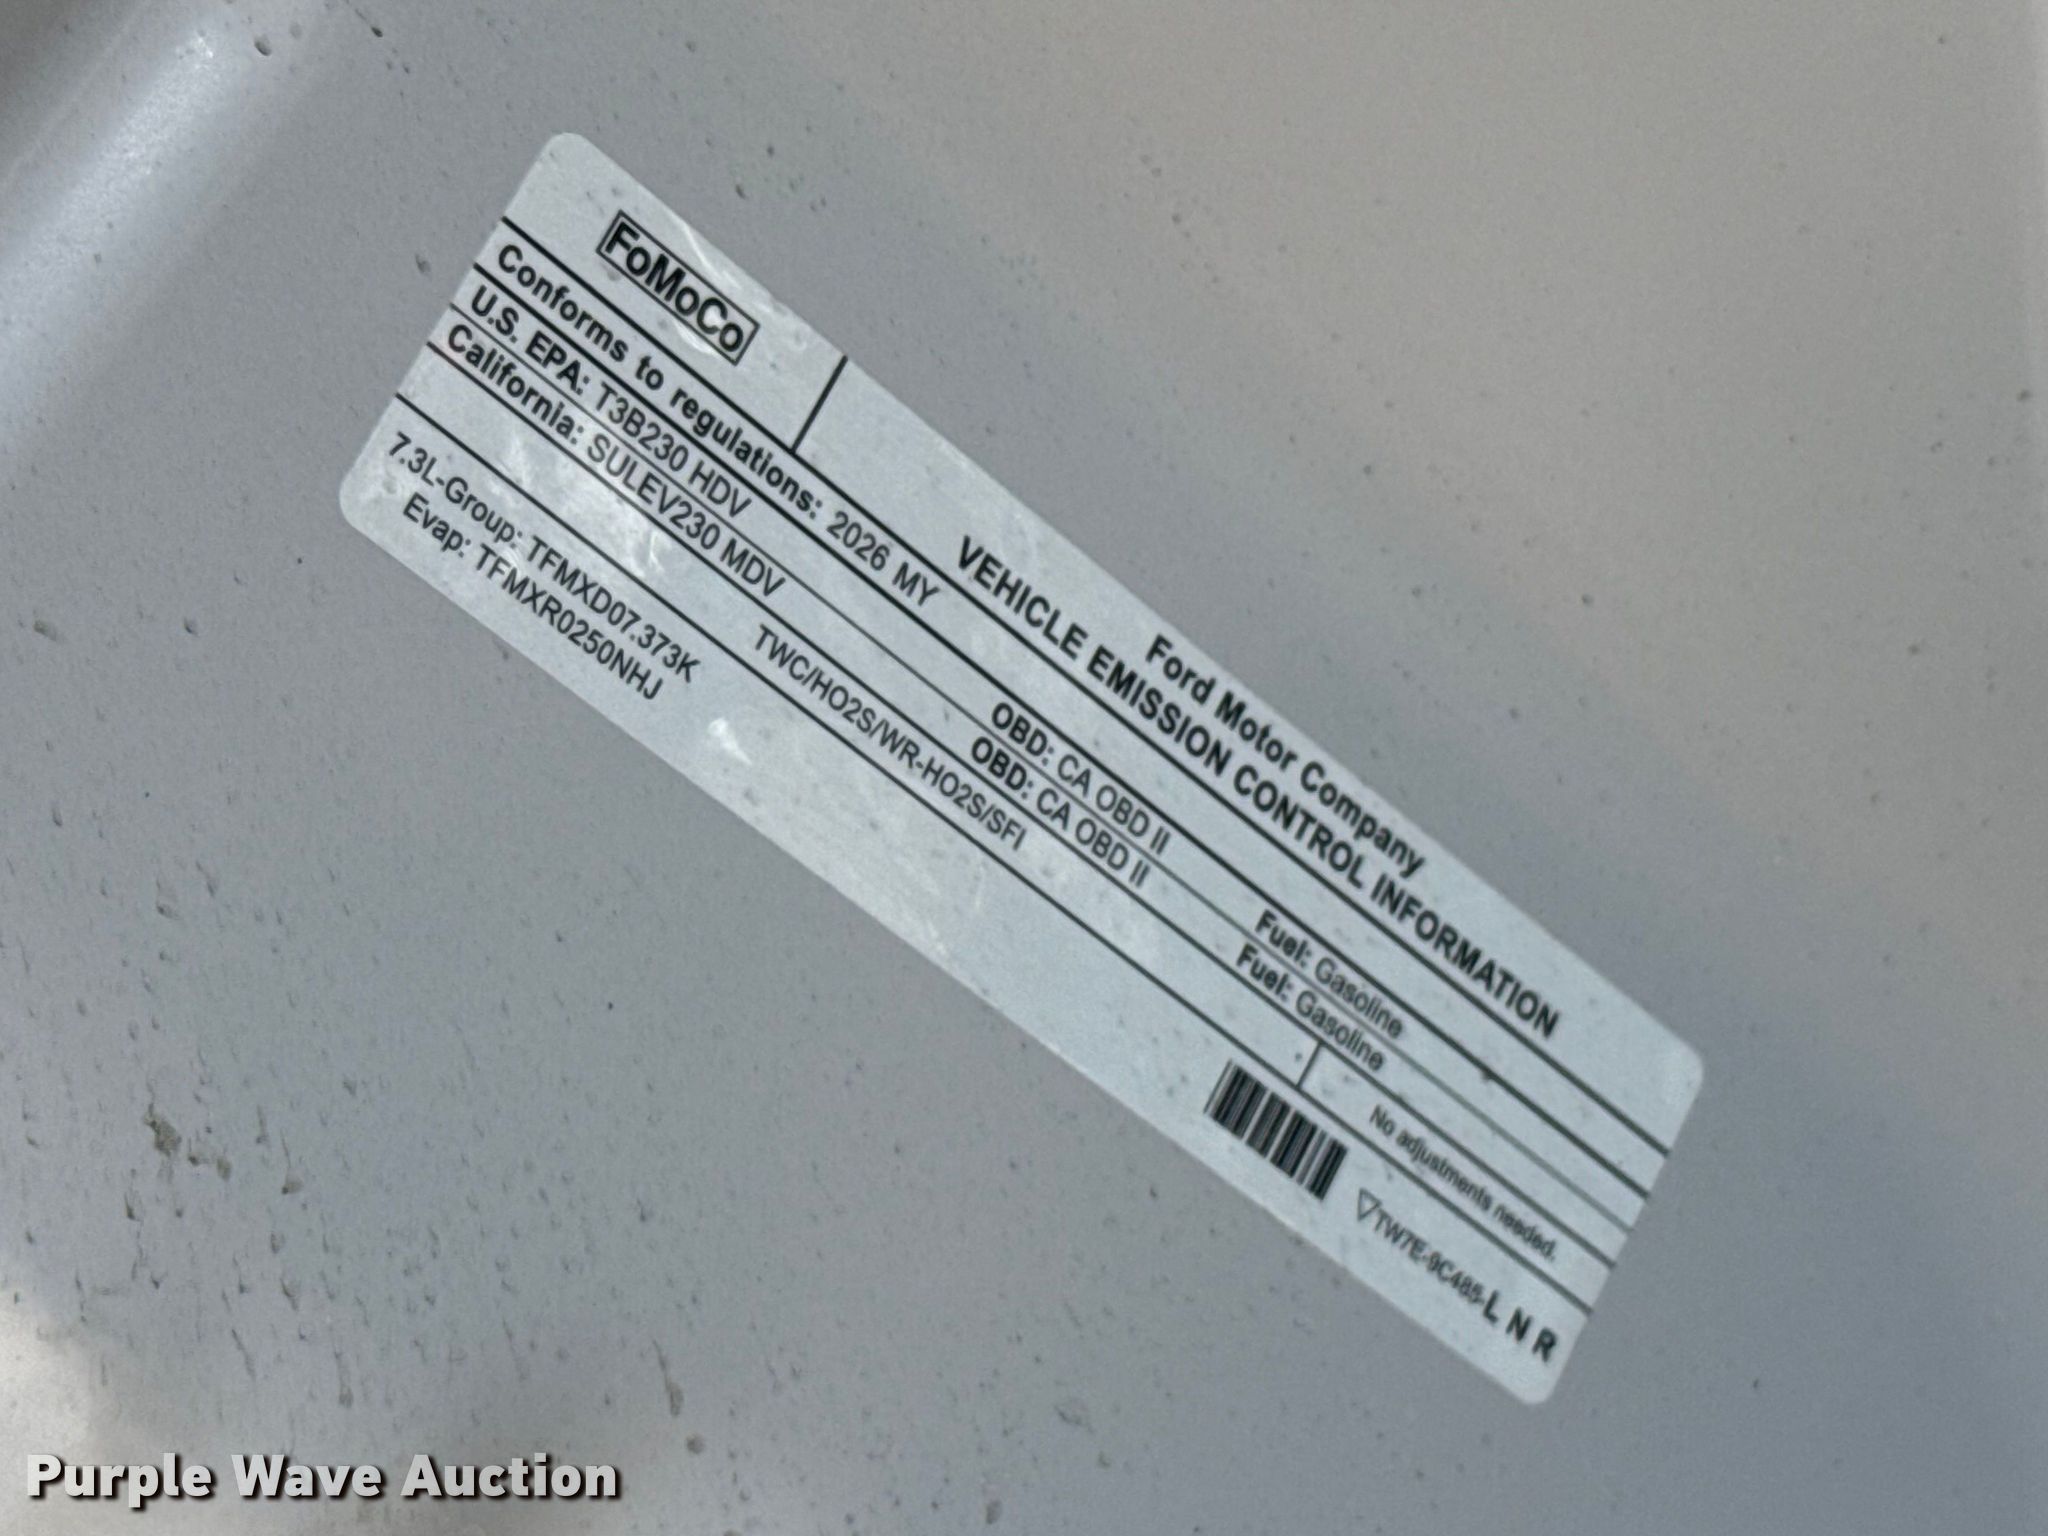 FoMoCo
Ford Motor Company
VEHICLE EMISSION CONTROL INFORMATION
Conforms to regulations: 2026 MY
U.S. EPA: T3B230 HDV OBD: CA OBD II Fuel: Gasoline
California: SULEV230 MDV OBD: CA OBD II Fuel: Gasoline
TWC/HO2S/WR-HO2S/SFI No adjustments needed.
7.3L-Group: TFMXD07.373K
Evap: TFMXR0250NHJ
TW7E-9C485-L N R
Purple Wave Auction